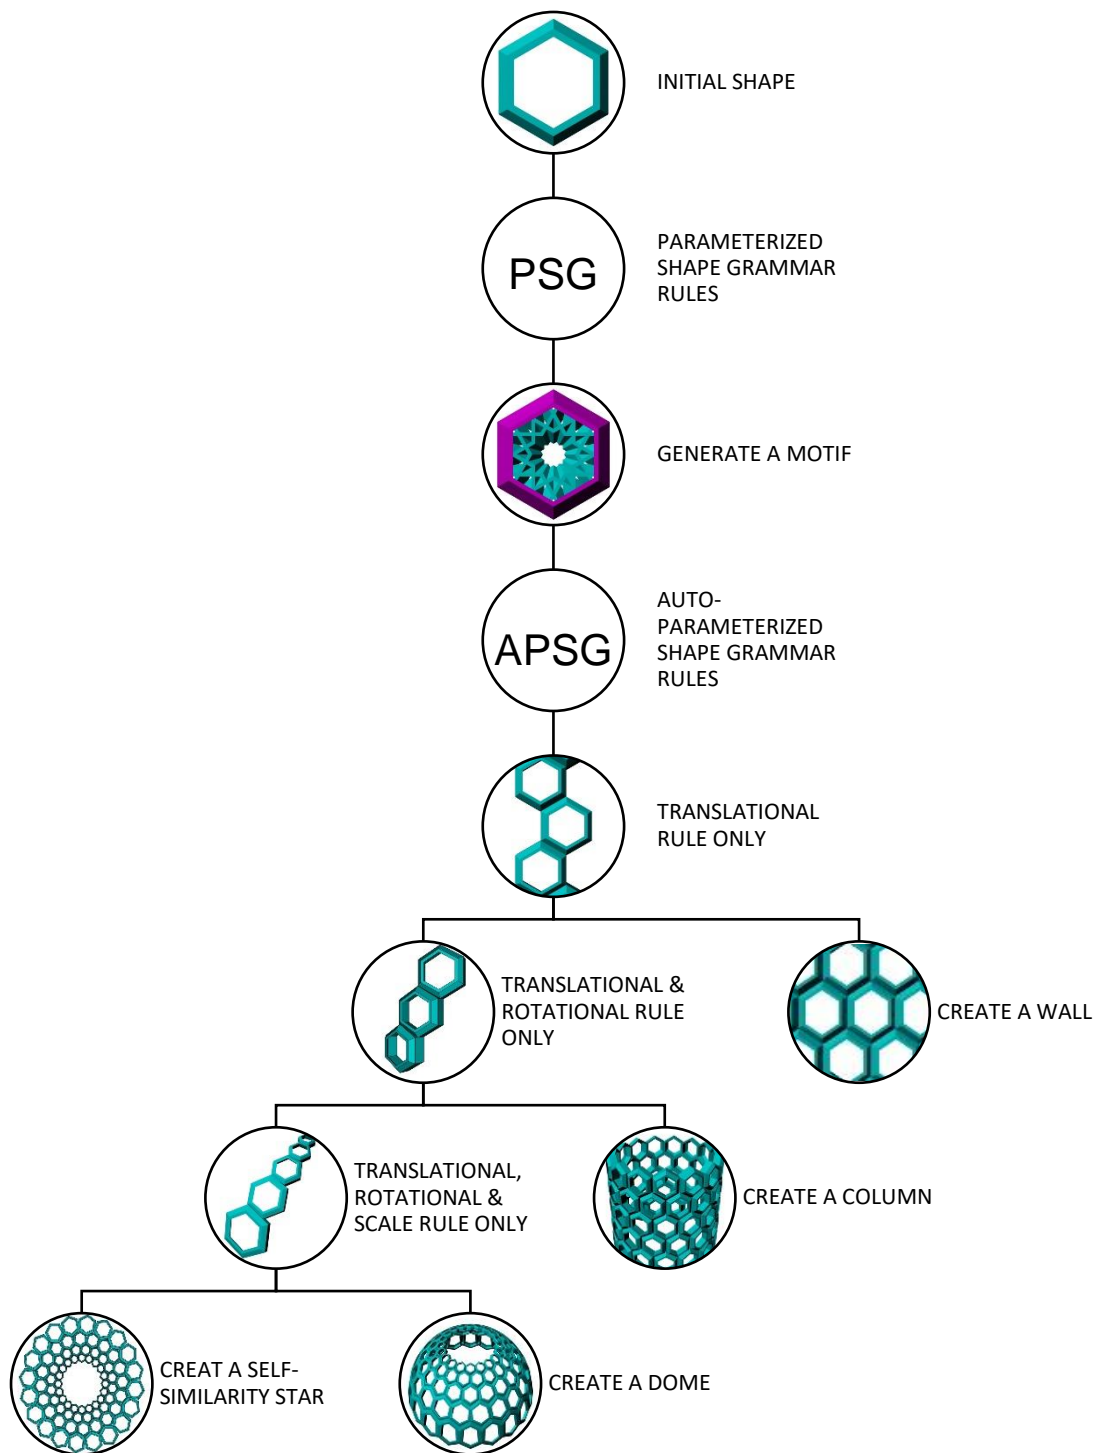 INITIAL SHAPE
PSG
PARAMETERIZED
SHAPE GRAMMAR
RULES
GENERATE A MOTIF
APSG
AUTO-
PARAMETERIZED
SHAPE GRAMMAR
RULES
TRANSLATIONAL
RULE ONLY
TRANSLATIONAL &
ROTATIONAL RULE
ONLY
CREATE A WALL
TRANSLATIONAL,
ROTATIONAL &
SCALE RULE ONLY
CREATE A COLUMN
CREAT A SELF-
SIMILARITY STAR
CREATE A DOME